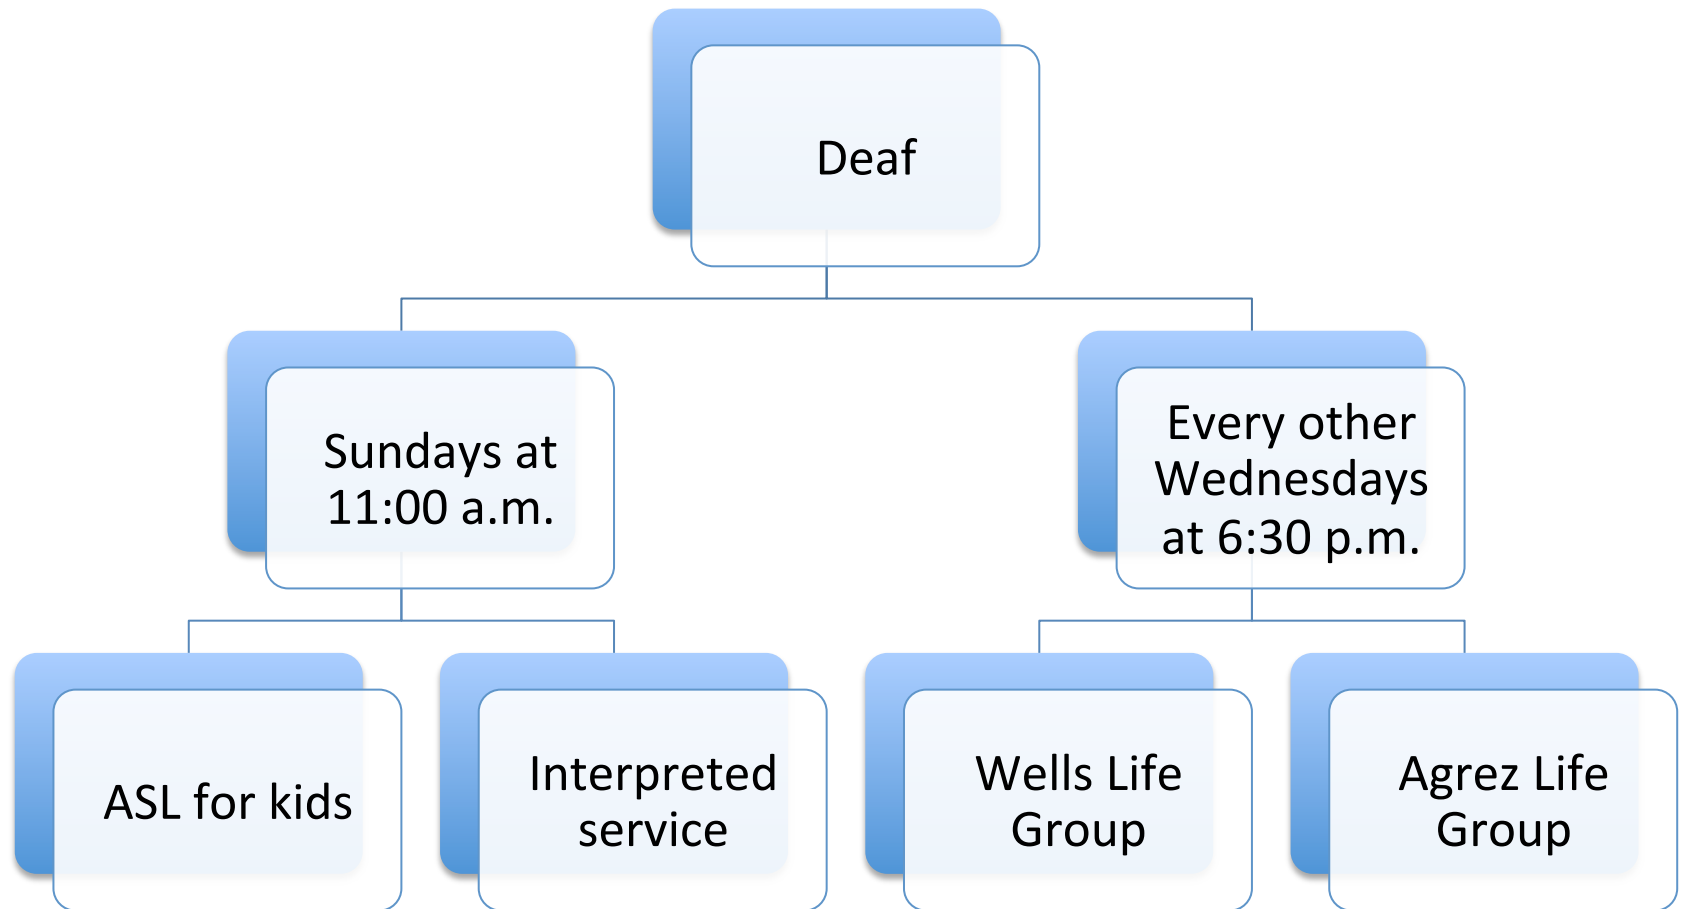 Deaf
Sundays at
11:00 a.m.
Every other
Wednesdays
at 6:30 p.m.
ASL for kids
Interpreted
service
Wells Life
Group
Agrez Life
Group